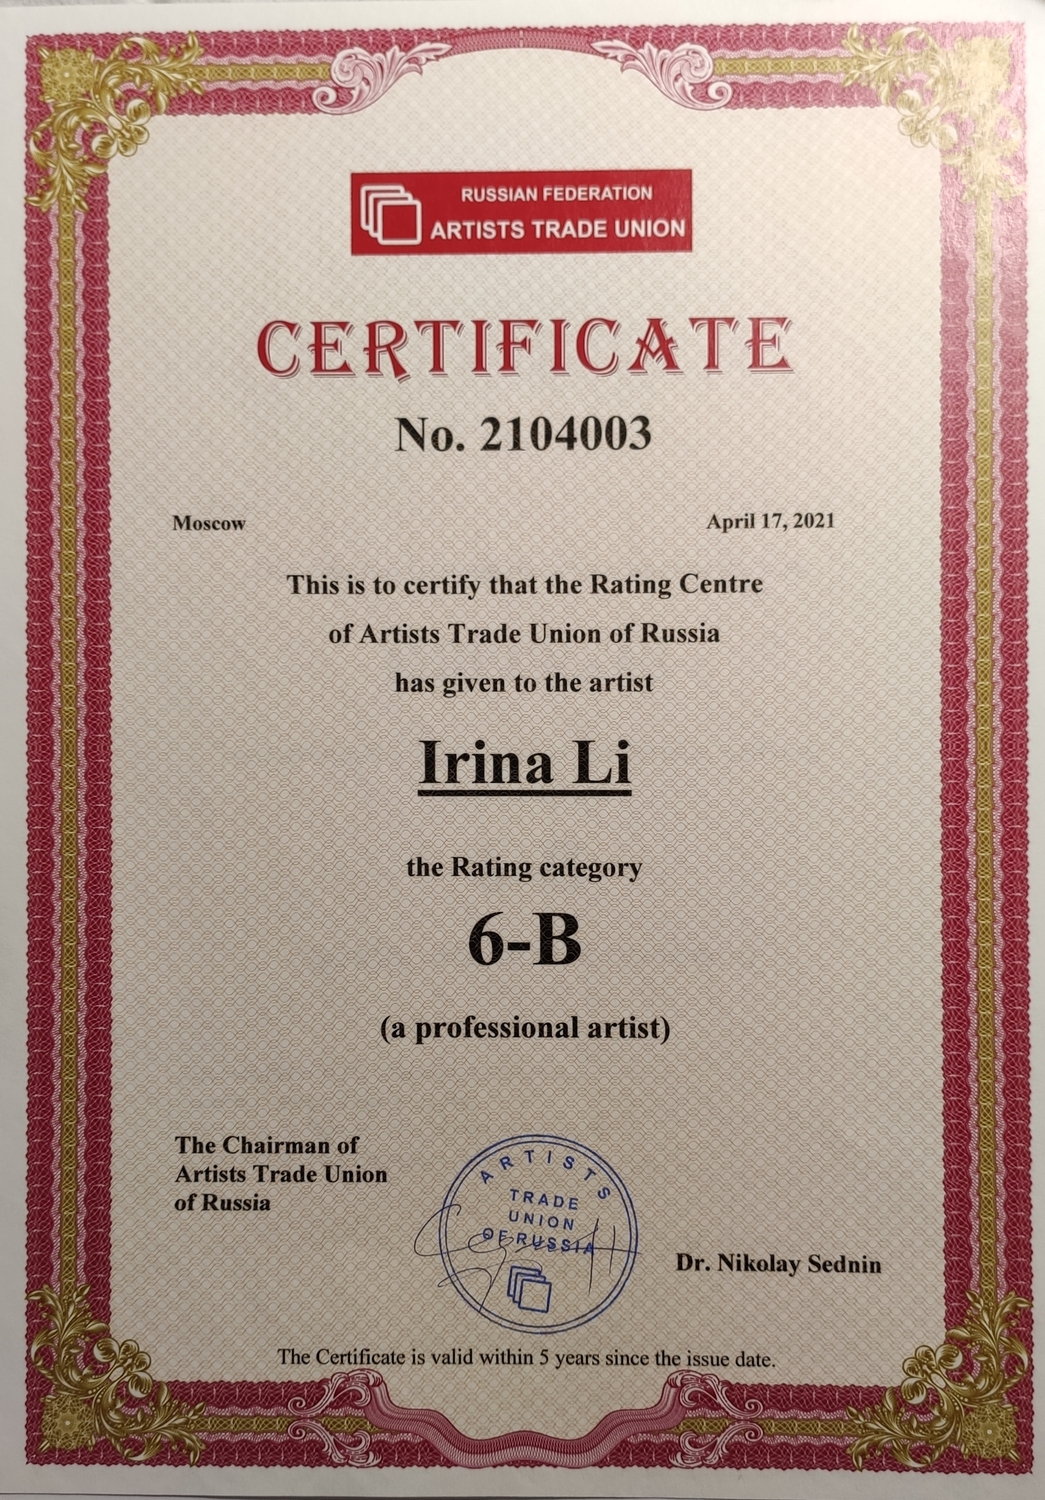 RUSSIAN FEDERATION
ARTISTS TRADE UNION
CERTIFICATE
No. 2104003
Moscow
April 17, 2021
This is to certify that the Rating Centre
of Artists Trade Union of Russia
has given to the artist
Irina Li
the Rating category
6-B
(a professional artist)
The Chairman of
Artists Trade Union
of Russia
ARTISTS
TRADE
UNION
OF RUSSIA
Dr. Nikolay Sednin
The Certificate is valid within 5 years since the issue date.